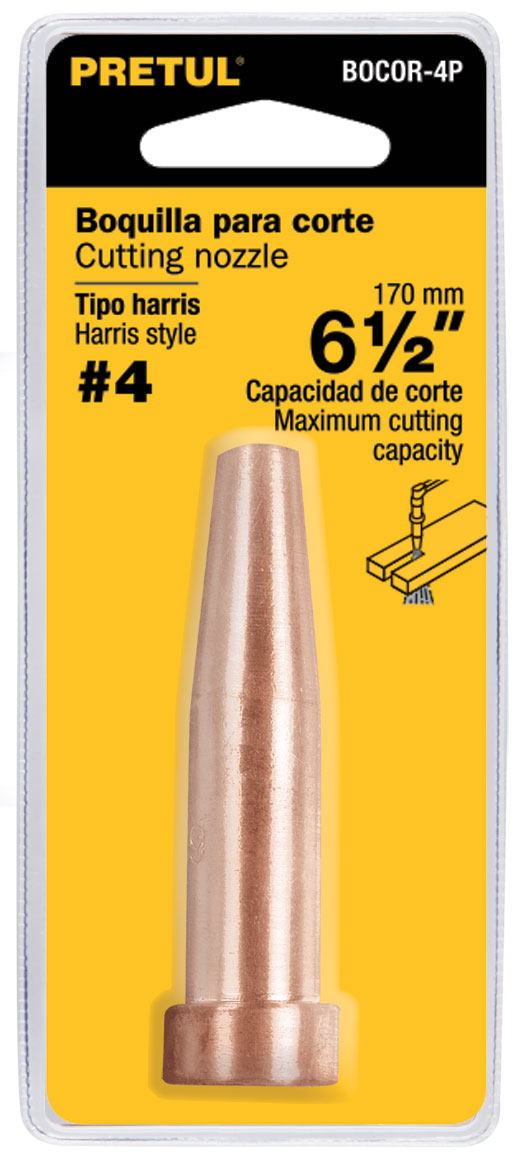 PRETUL®
BOCOR-4P
Boquilla para corte
Cutting nozzle
Tipo harris
Harris style
#4
170 mm
6½"
Capacidad de corte
Maximum cutting
capacity